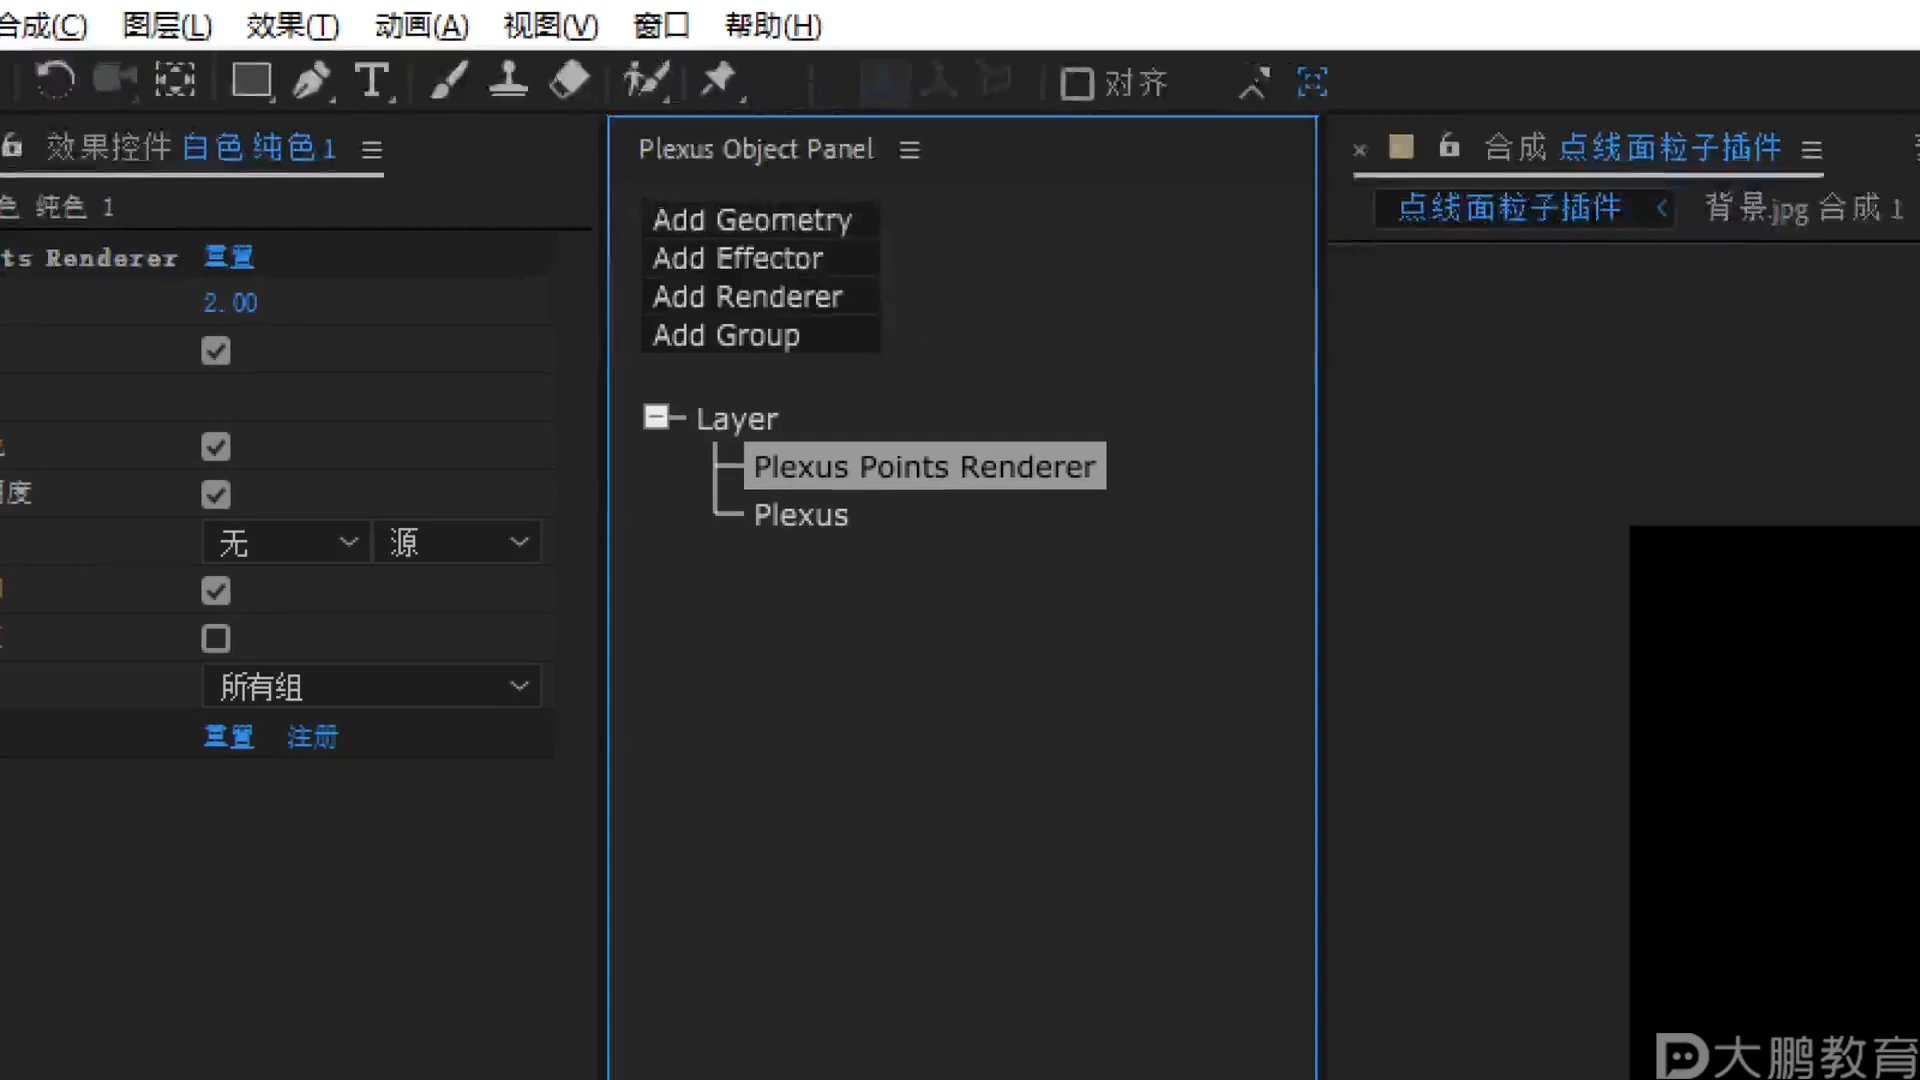 合成(C) 图层(L) 效果(T) 动画(A) 视图(V) 窗口 帮助(H)
对齐
效果控件 白色 纯色 1
色 纯色 1
ts Renderer 重置
2.00
明度
无 源
所有组
重置 注册
Plexus Object Panel
Add Geometry
Add Effector
Add Renderer
Add Group
Layer
Plexus Points Renderer
Plexus
合成 点线面粒子插件
点线面粒子插件 背景.jpg 合成 1
大鹏教育